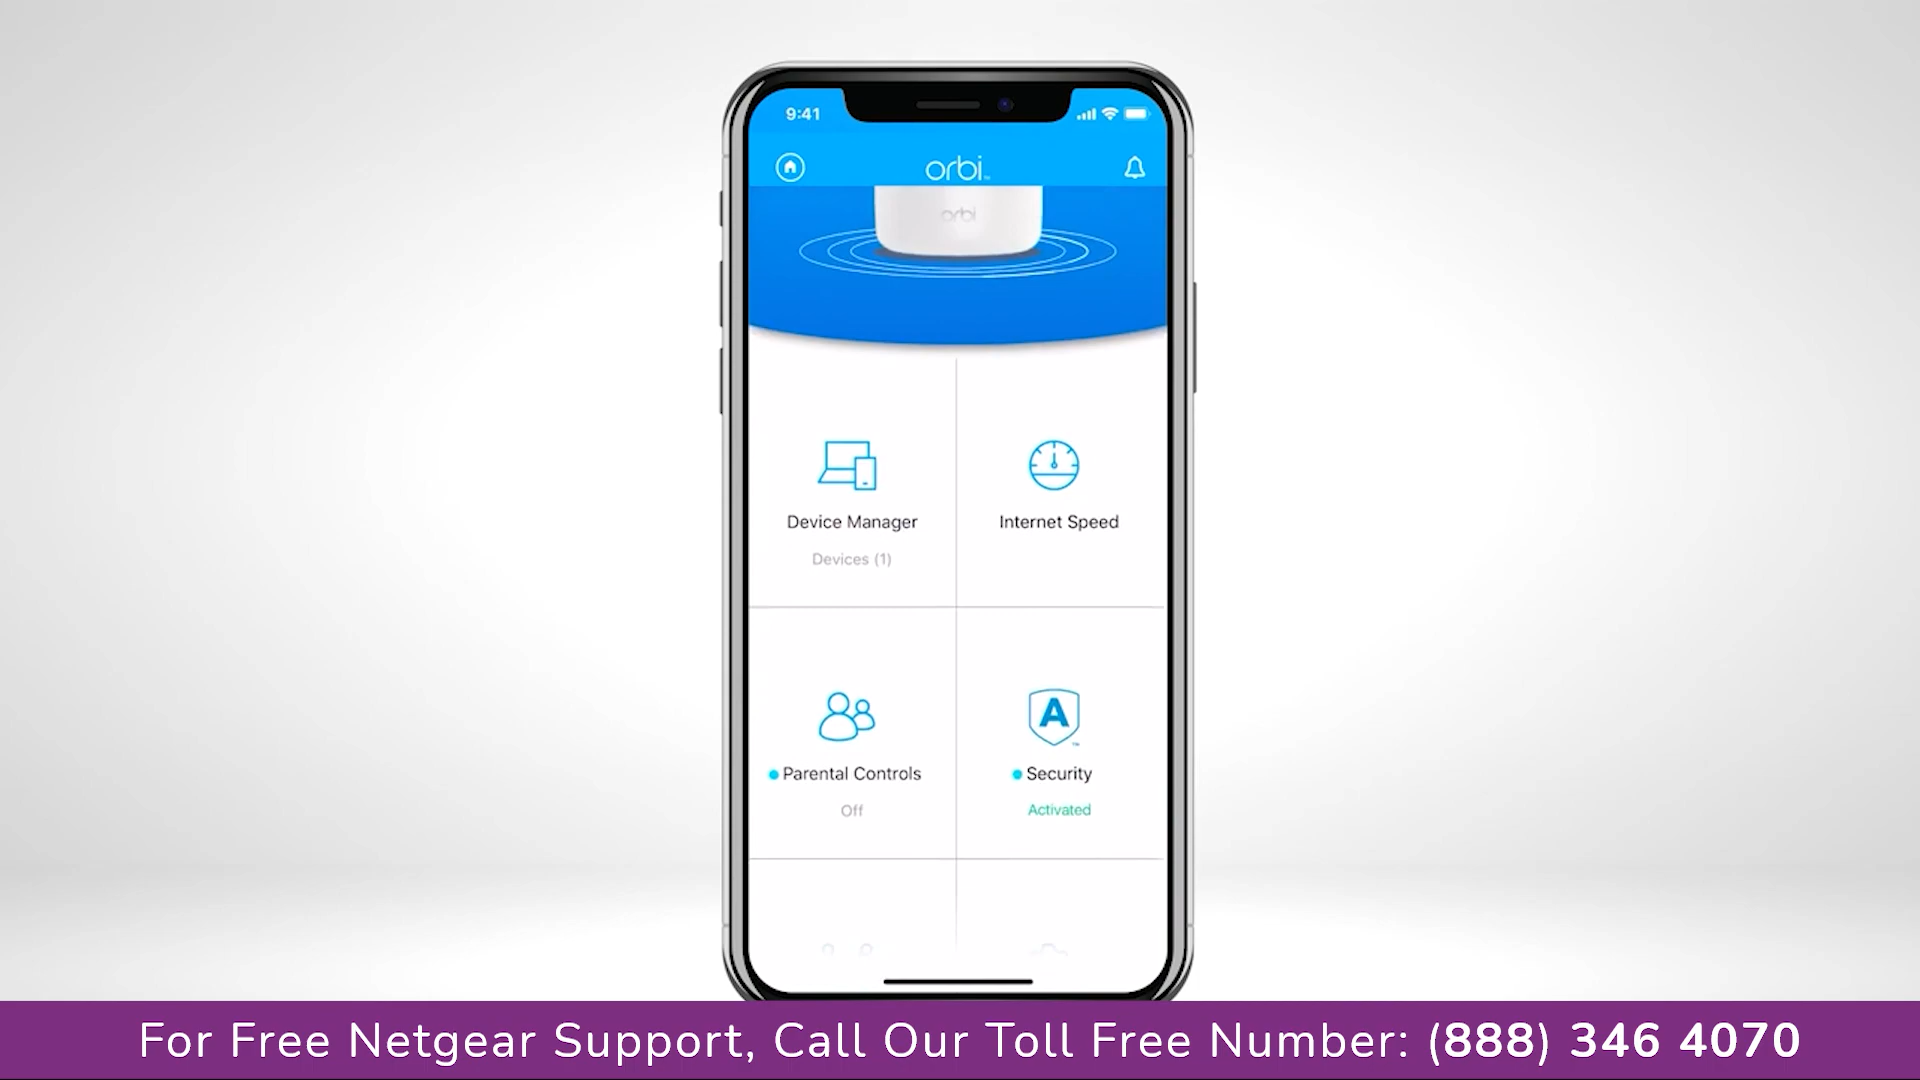 9:41
orbi
orbi
Device Manager
Internet Speed
Devices (1)
Parental Controls
Security
Off
Activated
For Free Netgear Support, Call Our Toll Free Number: (888) 346 4070